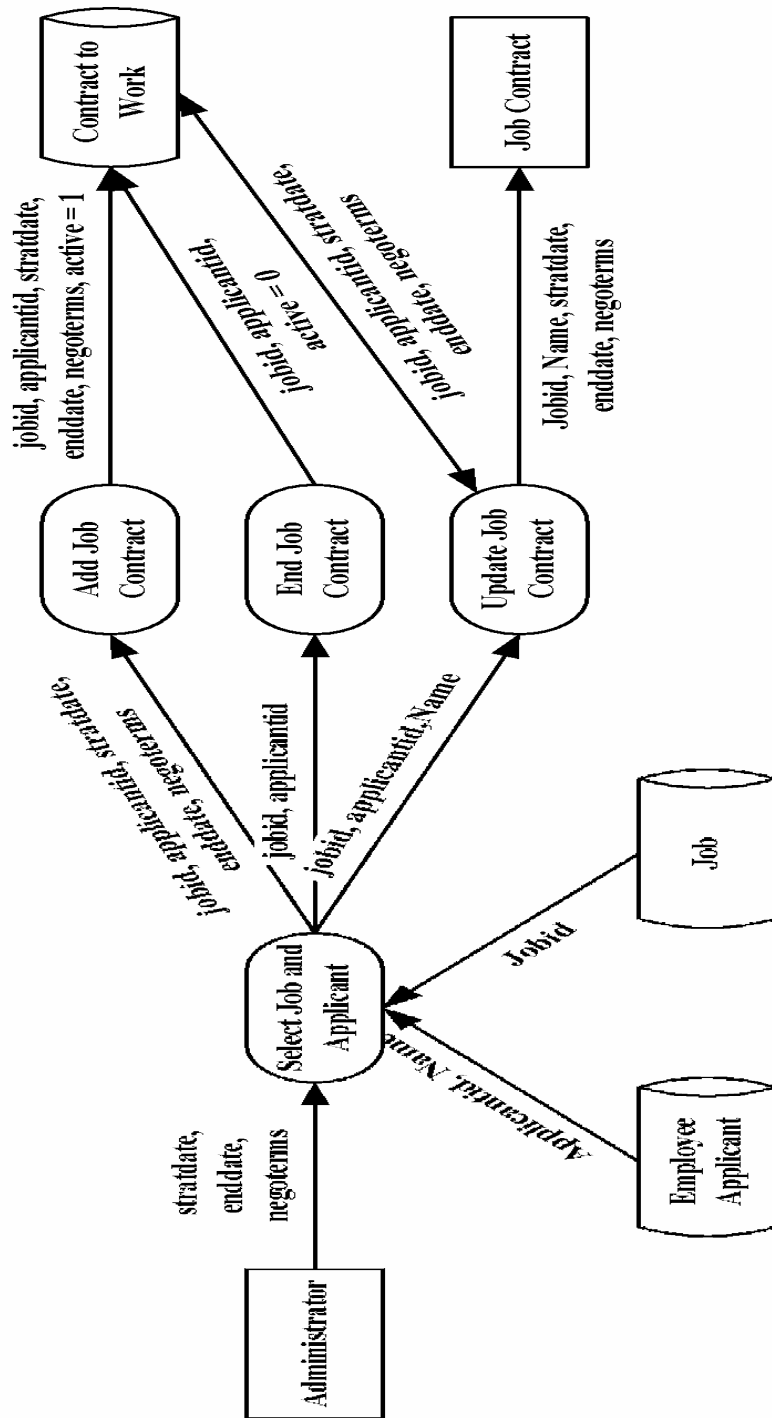 Administrator
stratdate,
enddate,
negoterms
Select Job and
Applicant
Employee
Applicant
Applicantid, Name
Job
Jobid
jobid, applicantid, stratdate,
enddate, negoterms
jobid, applicantid
jobid, applicantid, Name
Add Job
Contract
End Job
Contract
Update Job
Contract
jobid, applicantid, stratdate,
enddate, negoterms, active = 1
jobid, applicantid,
active = 0
jobid, applicantid, stratdate,
enddate, negoterms
Jobid, Name, stratdate,
enddate, negoterms
Contract to
Work
Job Contract